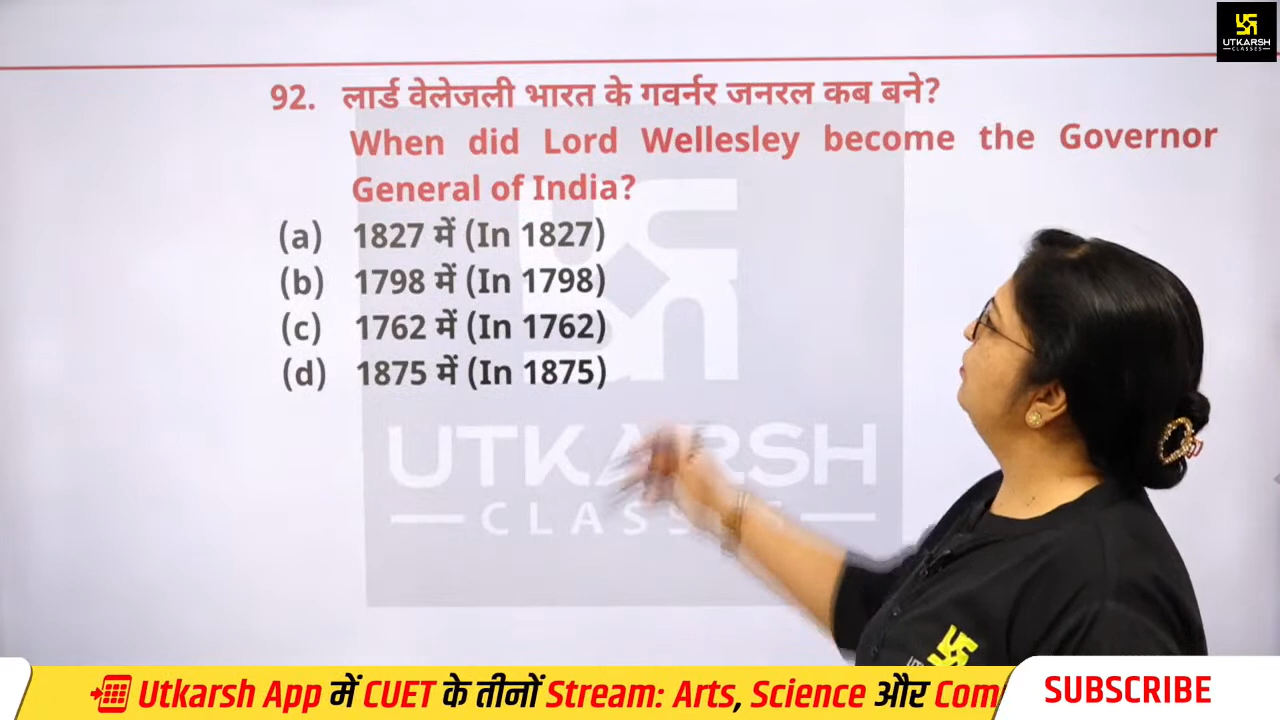 UTKARSH
CLASSES
92. लार्ड वेलेजली भारत के गवर्नर जनरल कब बने?
When did Lord Wellesley become the Governor
General of India?
(a) 1827 में (In 1827)
(b) 1798 में (In 1798)
(c) 1762 में (In 1762)
(d) 1875 में (In 1875)
UTKARSH
CLASSES
Utkarsh App में CUET के तीनों Stream: Arts, Science और Com
SUBSCRIBE